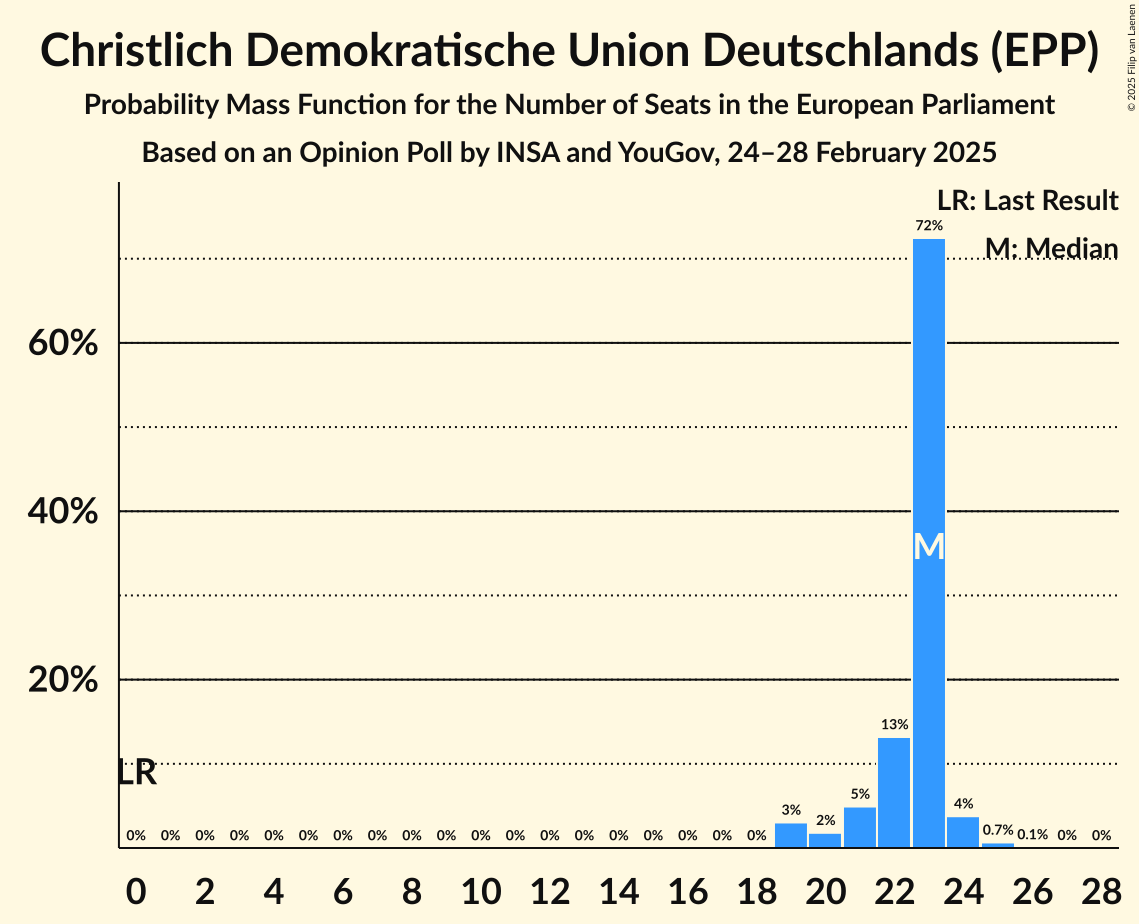 Christlich Demokratische Union Deutschlands (EPP)
Probability Mass Function for the Number of Seats in the European Parliament
Based on an Opinion Poll by INSA and YouGov, 24–28 February 2025
© 2025 Filip van Laenen
LR: Last Result
M: Median
72%
60%
40%
M
20%
13%
LR
5%
4%
3%
2%
0.7%
0.1%
0% 0% 0% 0% 0% 0% 0% 0% 0% 0% 0% 0% 0% 0% 0% 0% 0% 0% 0% 0% 0%
0 2 4 6 8 10 12 14 16 18 20 22 24 26 28